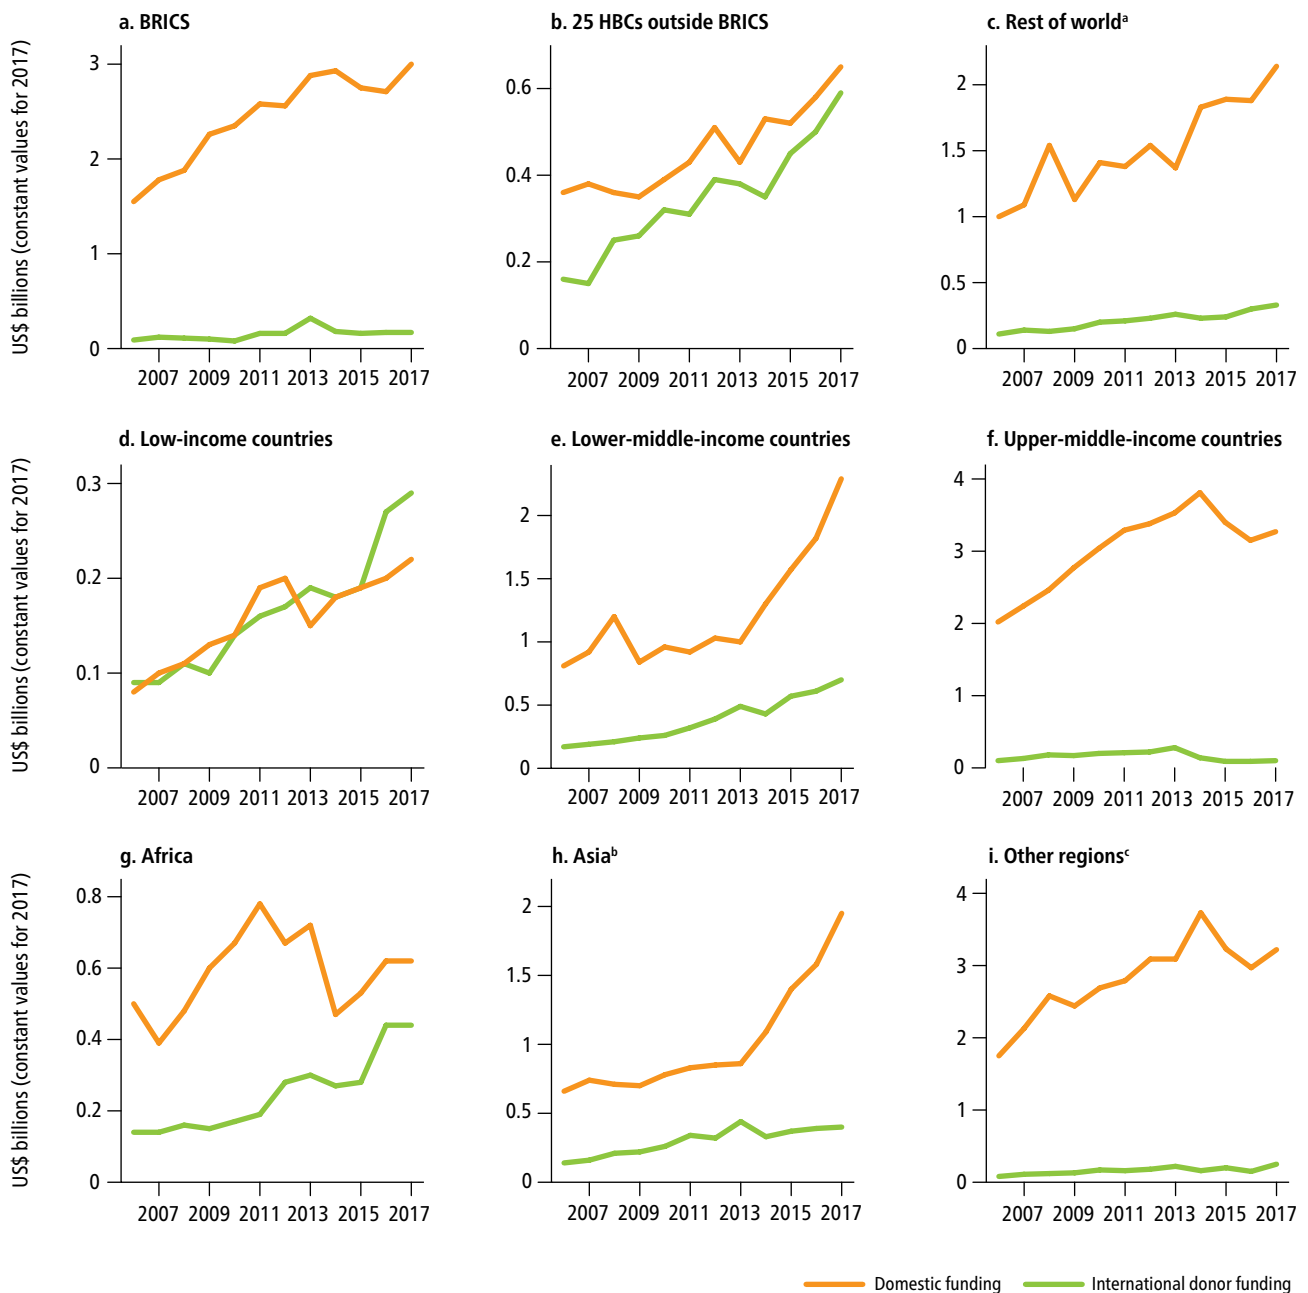 a. BRICS
b. 25 HBCs outside BRICS
c. Rest of worldᵃ
US$ billions (constant values for 2017)
3
2
1
0
2007 2009 2011 2013 2015 2017
0.6
0.4
0.2
0
2007 2009 2011 2013 2015 2017
2
1.5
1
0.5
0
2007 2009 2011 2013 2015 2017
d. Low-income countries
e. Lower-middle-income countries
f. Upper-middle-income countries
US$ billions (constant values for 2017)
0.3
0.2
0.1
0
2007 2009 2011 2013 2015 2017
2
1.5
1
0.5
0
2007 2009 2011 2013 2015 2017
4
3
2
1
0
2007 2009 2011 2013 2015 2017
g. Africa
h. Asiaᵇ
i. Other regionsᶜ
US$ billions (constant values for 2017)
0.8
0.6
0.4
0.2
0
2007 2009 2011 2013 2015 2017
2
1.5
1
0.5
0
2007 2009 2011 2013 2015 2017
4
3
2
1
0
2007 2009 2011 2013 2015 2017
Domestic funding
International donor funding